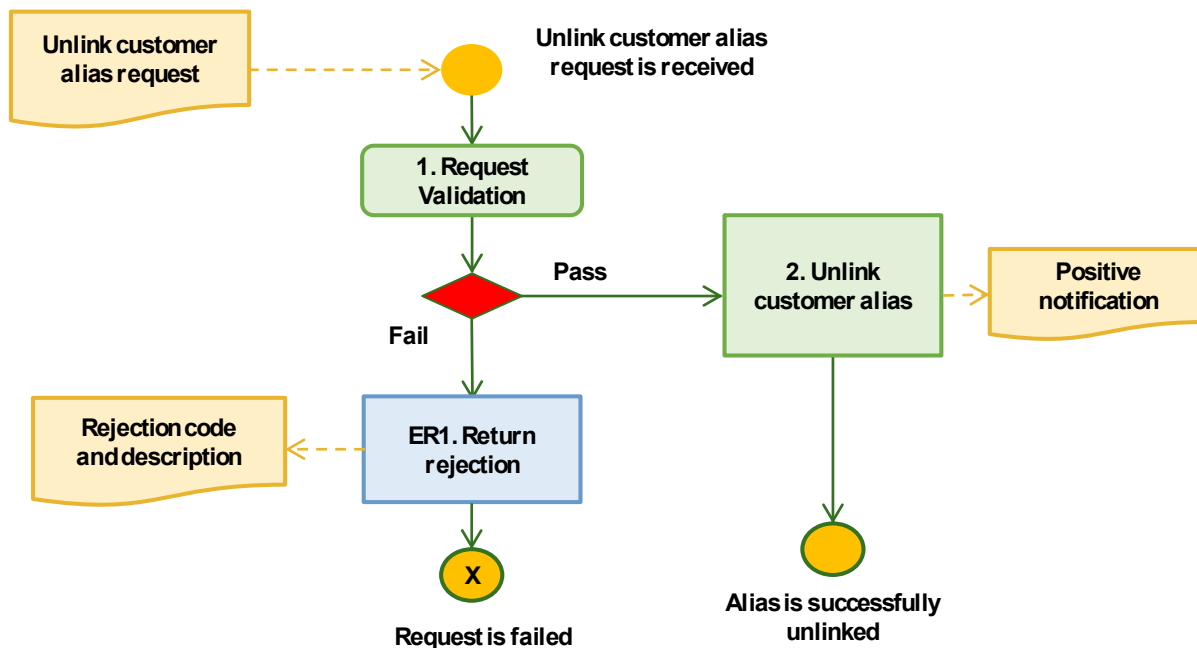 Unlink customer
alias request
Unlink customer alias
request is received
1. Request
Validation
Pass
2. Unlink
customer alias
Positive
notification
Fail
Rejection code
and description
ER1. Return
rejection
X
Request is failed
Alias is successfully
unlinked